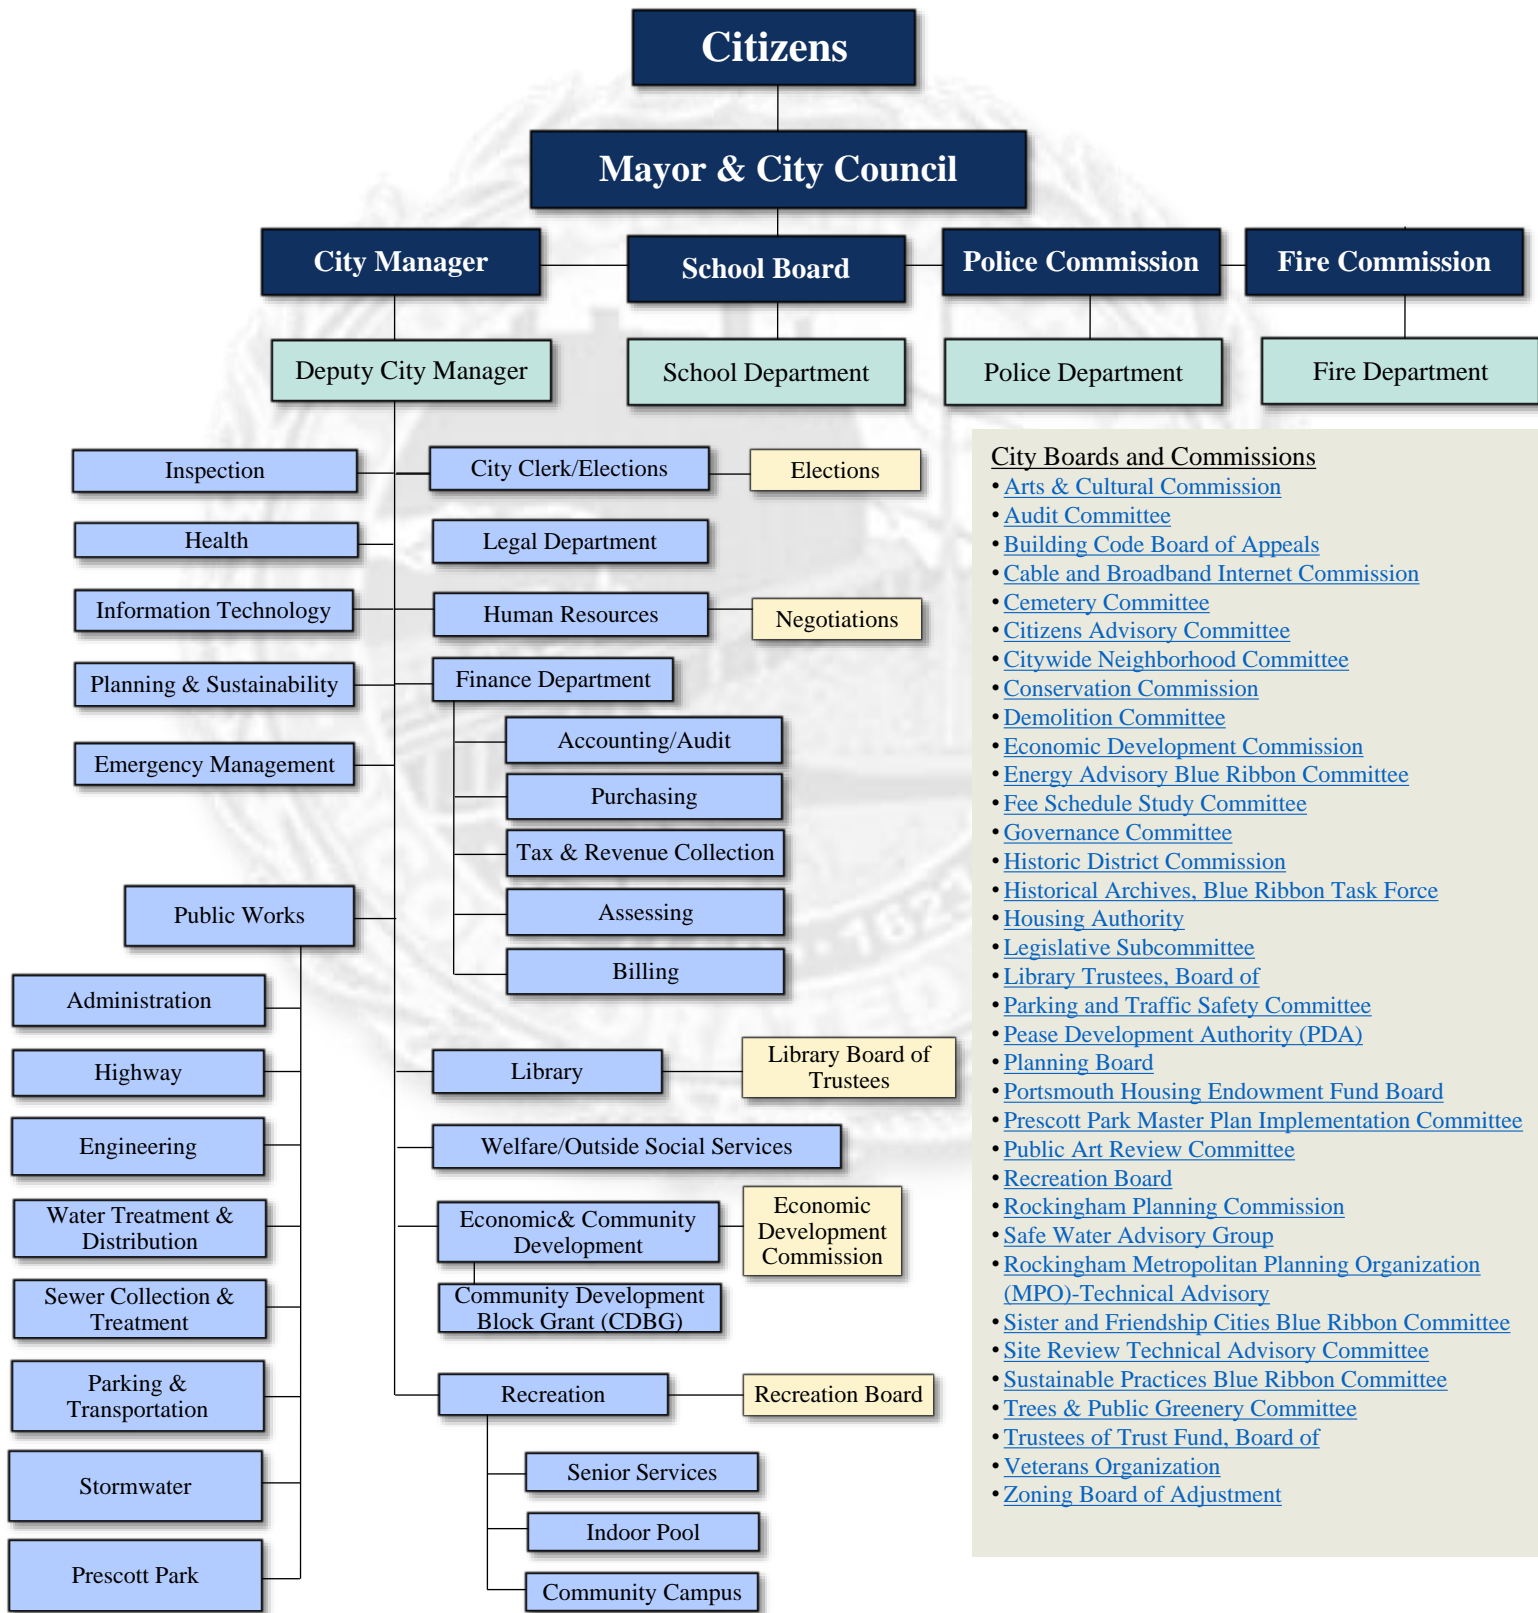 Citizens
Mayor & City Council
City Manager
School Board
Police Commission
Fire Commission
Deputy City Manager
School Department
Police Department
Fire Department
Inspection
City Clerk/Elections
Elections
Health
Legal Department
Information Technology
Human Resources
Negotiations
Planning & Sustainability
Finance Department
Emergency Management
Accounting/Audit
Purchasing
Tax & Revenue Collection
Assessing
Billing
Public Works
Administration
Highway
Engineering
Water Treatment &
Distribution
Sewer Collection &
Treatment
Parking &
Transportation
Stormwater
Prescott Park
Library
Library Board of
Trustees
Welfare/Outside Social Services
Economic& Community
Development
Economic
Development
Commission
Community Development
Block Grant (CDBG)
Recreation
Recreation Board
Senior Services
Indoor Pool
Community Campus
City Boards and Commissions
• Arts & Cultural Commission
• Audit Committee
• Building Code Board of Appeals
• Cable and Broadband Internet Commission
• Cemetery Committee
• Citizens Advisory Committee
• Citywide Neighborhood Committee
• Conservation Commission
• Demolition Committee
• Economic Development Commission
• Energy Advisory Blue Ribbon Committee
• Fee Schedule Study Committee
• Governance Committee
• Historic District Commission
• Historical Archives, Blue Ribbon Task Force
• Housing Authority
• Legislative Subcommittee
• Library Trustees, Board of
• Parking and Traffic Safety Committee
• Pease Development Authority (PDA)
• Planning Board
• Portsmouth Housing Endowment Fund Board
• Prescott Park Master Plan Implementation Committee
• Public Art Review Committee
• Recreation Board
• Rockingham Planning Commission
• Safe Water Advisory Group
• Rockingham Metropolitan Planning Organization
(MPO)-Technical Advisory
• Sister and Friendship Cities Blue Ribbon Committee
• Site Review Technical Advisory Committee
• Sustainable Practices Blue Ribbon Committee
• Trees & Public Greenery Committee
• Trustees of Trust Fund, Board of
• Veterans Organization
• Zoning Board of Adjustment